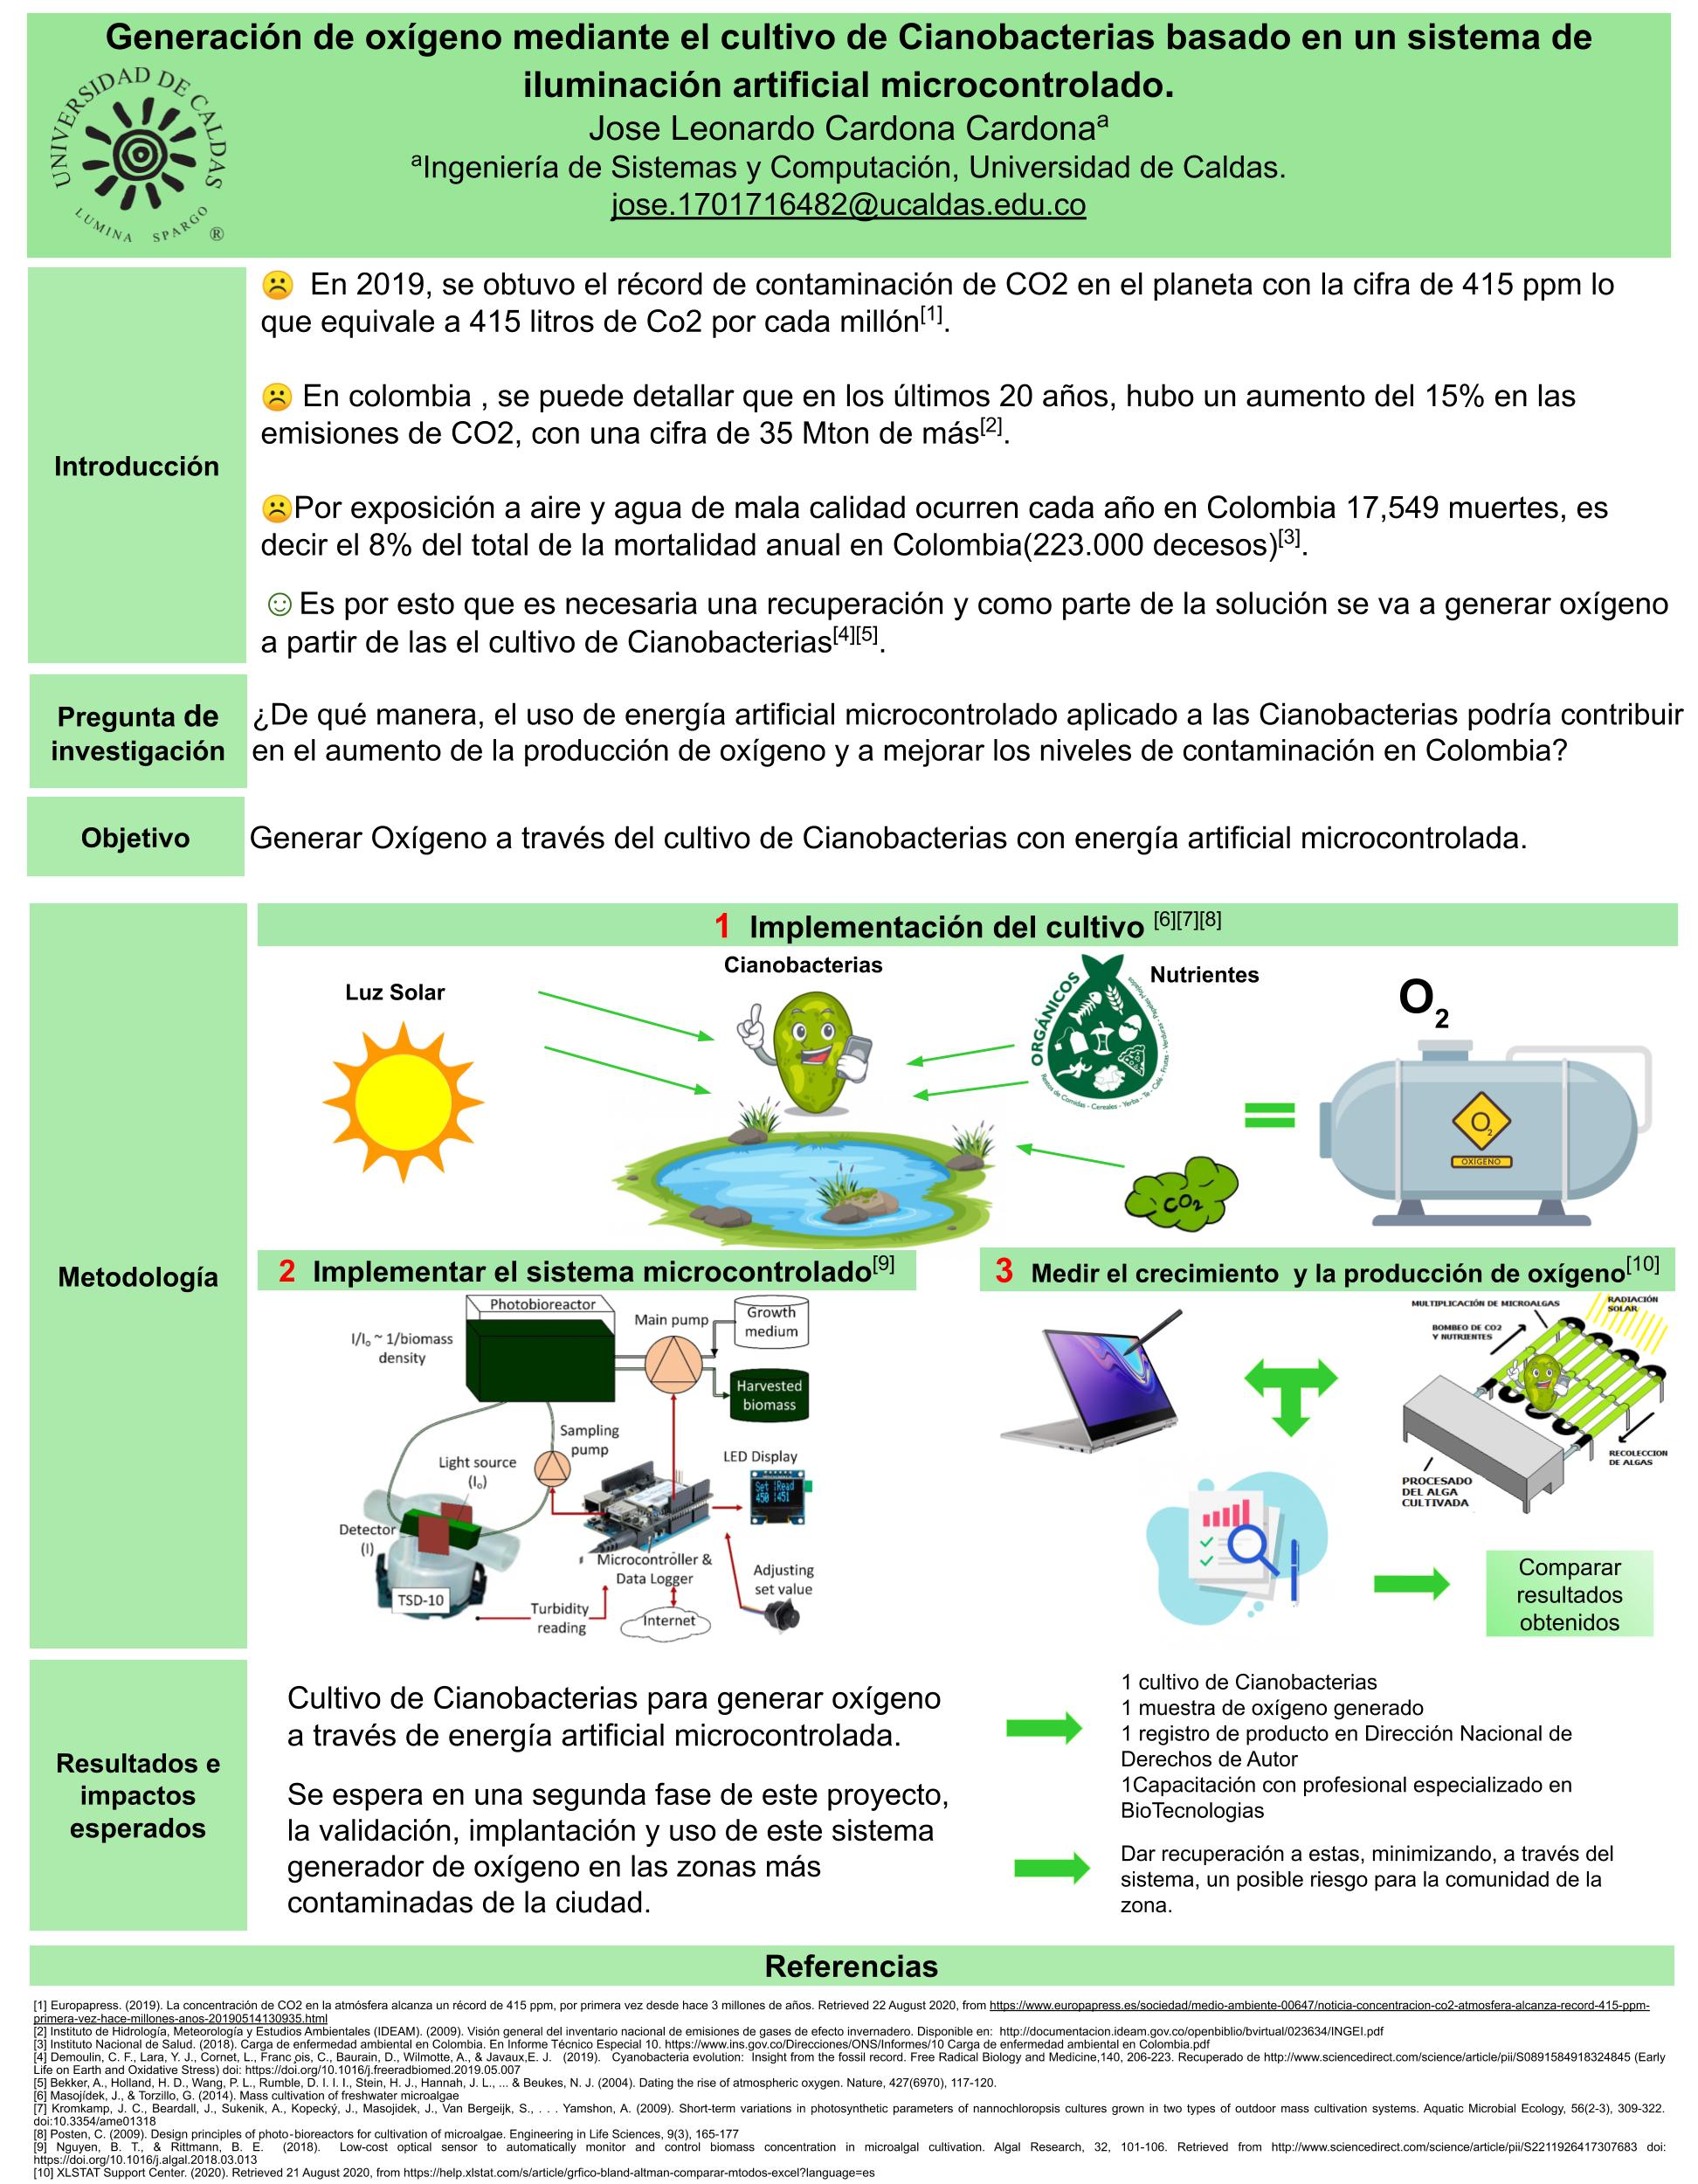 Generación de oxígeno mediante el cultivo de Cianobacterias basado en un sistema de
iluminación artificial microcontrolado.
Jose Leonardo Cardona Cardonaª
ªIngeniería de Sistemas y Computación, Universidad de Caldas.
jose.1701716482@ucaldas.edu.co
UNIVERSIDAD DE CALDAS
LUMINA SPARGO ®
Introducción
☹ En 2019, se obtuvo el récord de contaminación de CO2 en el planeta con la cifra de 415 ppm lo
que equivale a 415 litros de Co2 por cada millón[1].
☹ En colombia , se puede detallar que en los últimos 20 años, hubo un aumento del 15% en las
emisiones de CO2, con una cifra de 35 Mton de más[2].
☹Por exposición a aire y agua de mala calidad ocurren cada año en Colombia 17,549 muertes, es
decir el 8% del total de la mortalidad anual en Colombia(223.000 decesos)[3].
☺Es por esto que es necesaria una recuperación y como parte de la solución se va a generar oxígeno
a partir de las el cultivo de Cianobacterias[4][5].
Pregunta de
investigación
¿De qué manera, el uso de energía artificial microcontrolado aplicado a las Cianobacterias podría contribuir
en el aumento de la producción de oxígeno y a mejorar los niveles de contaminación en Colombia?
Objetivo
Generar Oxígeno a través del cultivo de Cianobacterias con energía artificial microcontrolada.
Metodología
1 Implementación del cultivo [6][7][8]
Luz Solar
Cianobacterias
Nutrientes
ORGÁNICOS
Restos de Comidas - Cereales - Yerba - Te - Café - Frutas - Verduras - Papeles Mojados
CO2
=
O2
O2
OXÍGENO
2 Implementar el sistema microcontrolado[9]
Photobioreactor
I/I₀ ~ 1/biomass
density
Main pump
Growth
medium
Harvested
biomass
Sampling
pump
Light source
(I₀)
LED Display
Set :Read
450 :451
Detector
(I)
Microcontroller &
Data Logger
Adjusting
set value
TSD-10
Turbidity
reading
Internet
3 Medir el crecimiento y la producción de oxígeno[10]
MULTIPLICACIÓN DE MICROALGAS
RADIACIÓN
SOLAR
BOMBEO DE CO2
Y NUTRIENTES
RECOLECCION
DE ALGAS
PROCESADO
DEL ALGA
CULTIVADA
Comparar
resultados
obtenidos
Resultados e
impactos
esperados
Cultivo de Cianobacterias para generar oxígeno
a través de energía artificial microcontrolada.
Se espera en una segunda fase de este proyecto,
la validación, implantación y uso de este sistema
generador de oxígeno en las zonas más
contaminadas de la ciudad.
1 cultivo de Cianobacterias
1 muestra de oxígeno generado
1 registro de producto en Dirección Nacional de
Derechos de Autor
1Capacitación con profesional especializado en
BioTecnologias
Dar recuperación a estas, minimizando, a través del
sistema, un posible riesgo para la comunidad de la
zona.
Referencias
[1] Europapress. (2019). La concentración de CO2 en la atmósfera alcanza un récord de 415 ppm, por primera vez desde hace 3 millones de años. Retrieved 22 August 2020, from https://www.europapress.es/sociedad/medio-ambiente-00647/noticia-concentracion-co2-atmosfera-alcanza-record-415-ppm-
primera-vez-hace-millones-anos-20190514130935.html
[2] Instituto de Hidrología, Meteorología y Estudios Ambientales (IDEAM). (2009). Visión general del inventario nacional de emisiones de gases de efecto invernadero. Disponible en: http://documentacion.ideam.gov.co/openbiblio/bvirtual/023634/INGEI.pdf
[3] Instituto Nacional de Salud. (2018). Carga de enfermedad ambiental en Colombia. En Informe Técnico Especial 10. https://www.ins.gov.co/Direcciones/ONS/Informes/10 Carga de enfermedad ambiental en Colombia.pdf
[4] Demoulin, C. F., Lara, Y. J., Cornet, L., Franc ̧ois, C., Baurain, D., Wilmotte, A., & Javaux,E. J. (2019). Cyanobacteria evolution: Insight from the fossil record. Free Radical Biology and Medicine,140, 206-223. Recuperado de http://www.sciencedirect.com/science/article/pii/S0891584918324845 (Early
Life on Earth and Oxidative Stress) doi: https://doi.org/10.1016/j.freeradbiomed.2019.05.007
[5] Bekker, A., Holland, H. D., Wang, P. L., Rumble, D. I. I. I., Stein, H. J., Hannah, J. L., ... & Beukes, N. J. (2004). Dating the rise of atmospheric oxygen. Nature, 427(6970), 117-120.
[6] Masojídek, J., & Torzillo, G. (2014). Mass cultivation of freshwater microalgae
[7] Kromkamp, J. C., Beardall, J., Sukenik, A., Kopecký, J., Masojidek, J., Van Bergeijk, S., . . . Yamshon, A. (2009). Short-term variations in photosynthetic parameters of nannochloropsis cultures grown in two types of outdoor mass cultivation systems. Aquatic Microbial Ecology, 56(2-3), 309-322.
doi:10.3354/ame01318
[8] Posten, C. (2009). Design principles of photo-bioreactors for cultivation of microalgae. Engineering in Life Sciences, 9(3), 165-177
[9] Nguyen, B. T., & Rittmann, B. E. (2018). Low-cost optical sensor to automatically monitor and control biomass concentration in microalgal cultivation. Algal Research, 32, 101-106. Retrieved from http://www.sciencedirect.com/science/article/pii/S2211926417307683 doi:
https://doi.org/10.1016/j.algal.2018.03.013
[10] XLSTAT Support Center. (2020). Retrieved 21 August 2020, from https://help.xlstat.com/s/article/grfico-bland-altman-comparar-mtodos-excel?language=es